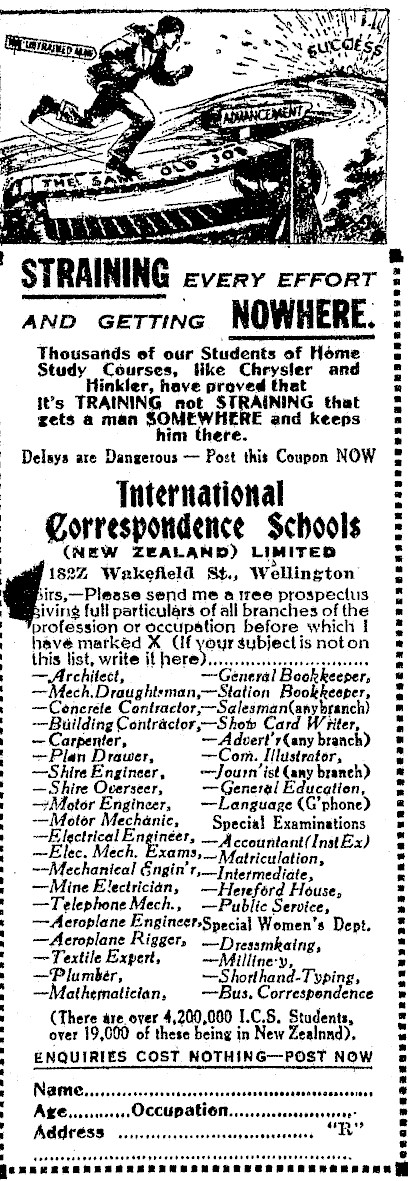 THE UNTRAINED MAN
SUCCESS
ADVANCEMENT
THE SAME OLD JOB
STRAINING EVERY EFFORT
AND GETTING NOWHERE.
Thousands of our Students of Home
Study Courses, like Chrysler and
Hinkler, have proved that
it's TRAINING not STRAINING that
gets a man SOMEWHERE and keeps
him there.
Delays are Dangerous — Post this Coupon NOW
International
Correspondence Schools
(NEW ZEALAND) LIMITED
182Z Wakefield St., Wellington
Sirs,—Please send me a free prospectus
giving full particulars of all branches of the
profession or occupation before which I
have marked X (If your subject is not on
this list, write it here)..............................
—Architect,
—Mech. Draughtsman,
—Concrete Contractor,
—Building Contractor,
—Carpenter,
—Plan Drawer,
—Shire Engineer,
—Shire Overseer,
—Motor Engineer,
—Motor Mechanic,
—Electrical Engineer,
—Elec. Mech. Exams,
—Mechanical Engin'r,
—Mine Electrician,
—Telephone Mech.,
—Aeroplane Engineer,
—Aeroplane Rigger,
—Textile Expert,
—Plumber,
—Mathematician,
—General Bookkeeper,
—Station Bookkeeper,
—Salesman (any branch)
—Show Card Writer,
—Advert'r (any branch)
—Com. Illustrator,
—Journ'ist (any branch)
—General Education,
—Language (G'phone)
Special Examinations
—Accountant (Inst Ex)
—Matriculation,
—Intermediate,
—Hereford House,
—Public Service,
Special Women's Dept.
—Dressmkaing,
—Millinery,
—Shorthand-Typing,
—Bus. Correspondence
(There are over 4,200,000 I.C.S. Students,
over 19,000 of these being in New Zealnad).
ENQUIRIES COST NOTHING—POST NOW
Name......................................................
Age............Occupation........................
Address .................................... "R"
......................................................